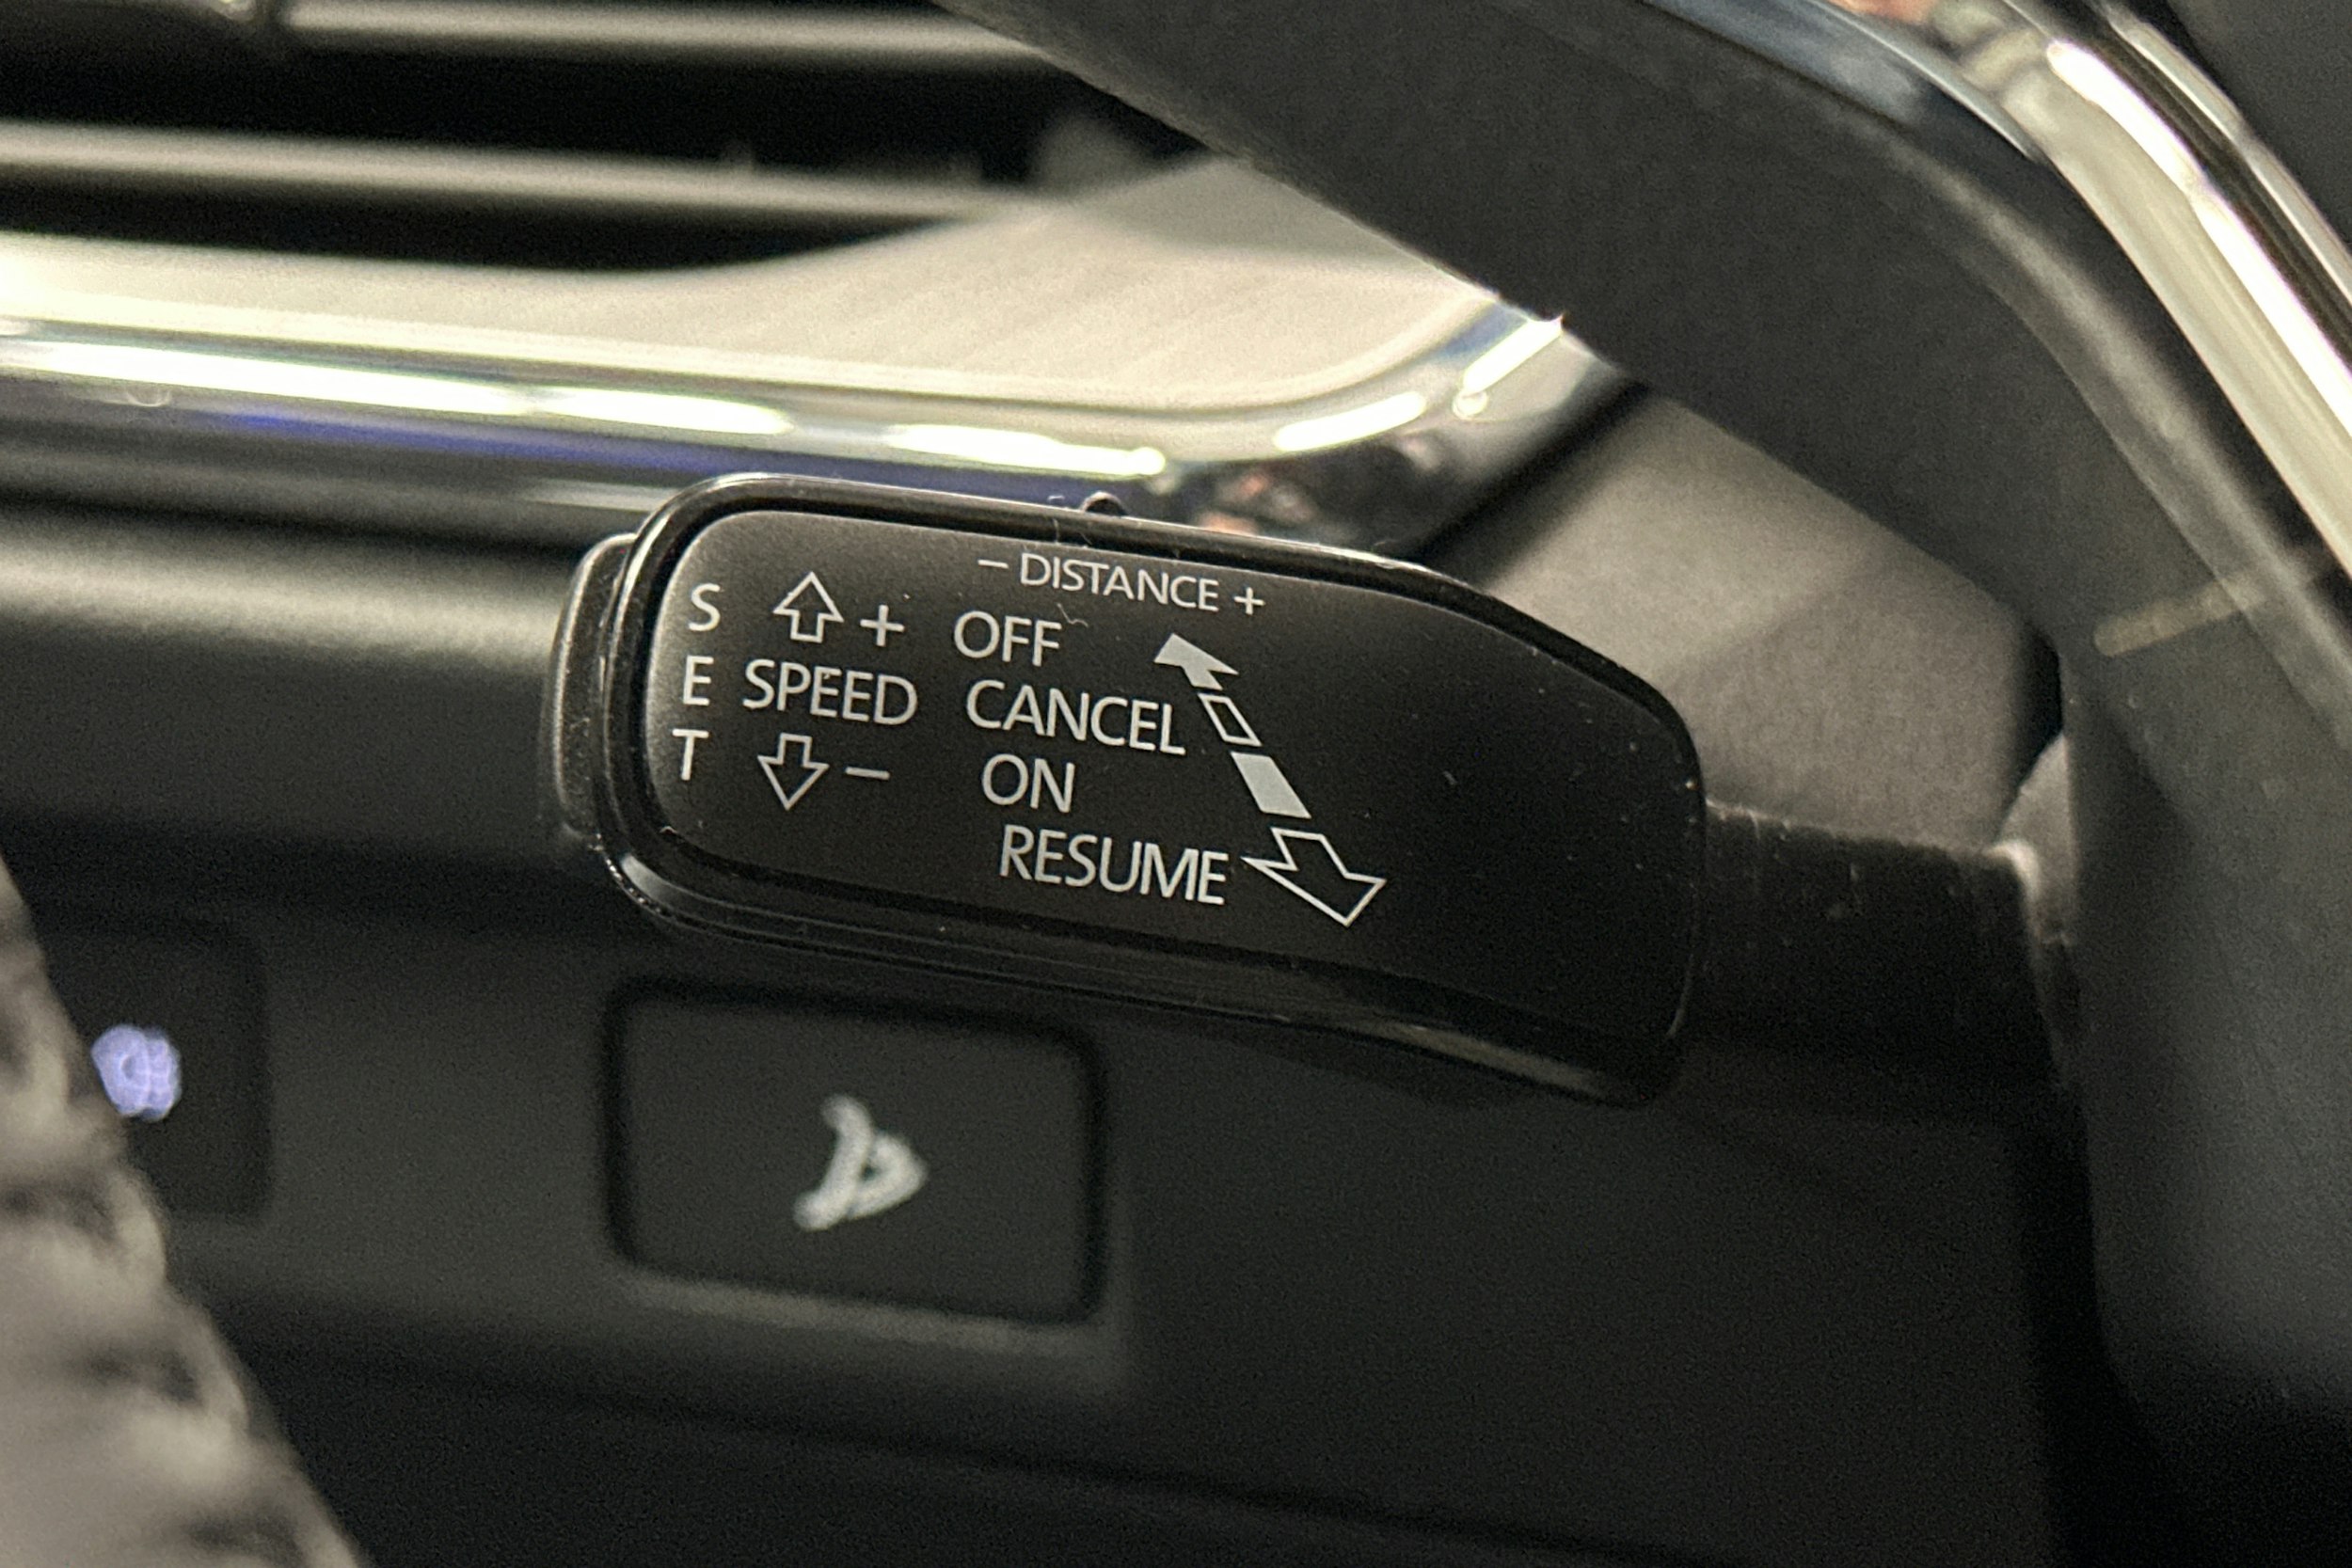 − DISTANCE +
S + OFF
E SPEED CANCEL
T − ON
RESUME